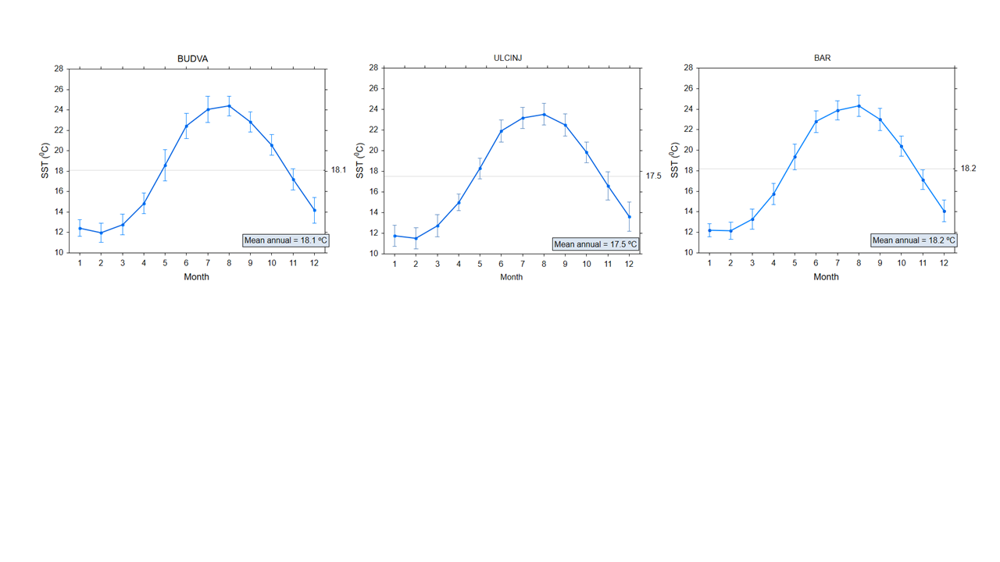 BUDVA
28
26
24
22
20
18
16
14
12
10
SST (⁰C)
18.1
Mean annual = 18.1 ⁰C
1 2 3 4 5 6 7 8 9 10 11 12
Month
ULCINJ
28
26
24
22
20
18
16
14
12
10
SST (⁰C)
17.5
Mean annual = 17.5 ⁰C
1 2 3 4 5 6 7 8 9 10 11 12
Month
BAR
28
26
24
22
20
18
16
14
12
10
SST (⁰C)
18.2
Mean annual = 18.2 ⁰C
1 2 3 4 5 6 7 8 9 10 11 12
Month